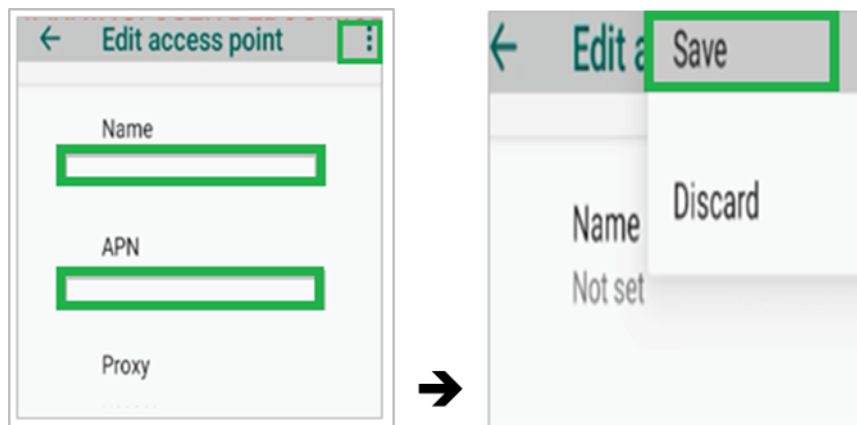 Edit access point
Name
APN
Proxy
Edit a
Save
Discard
Name
Not set